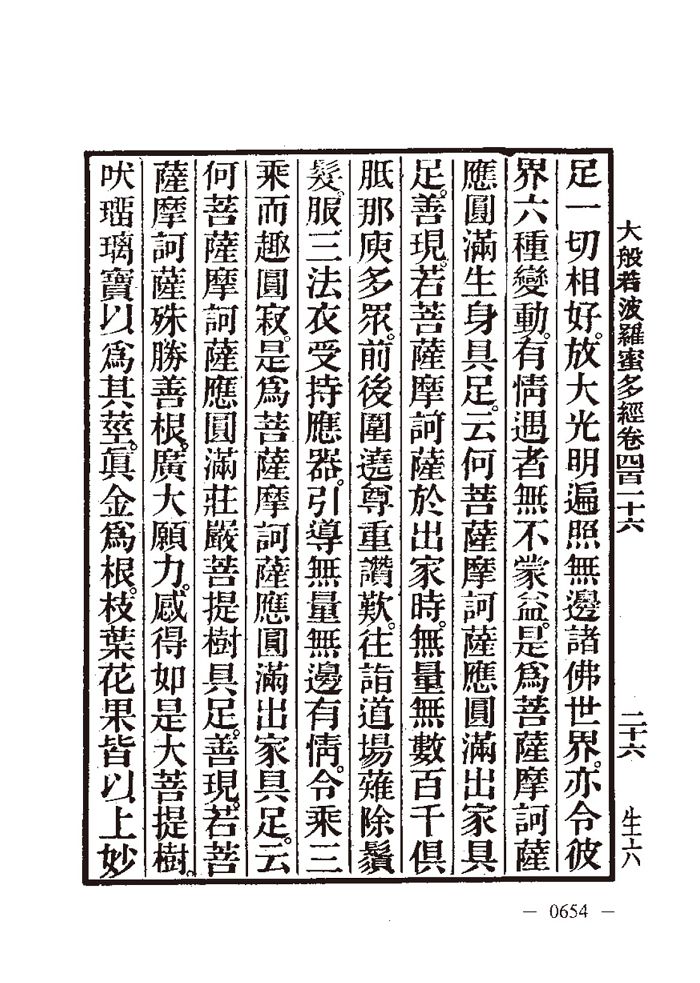 大般若波羅蜜多經卷四百一十六
二十六
生六
足一切相好。放大光明遍照無邊諸佛世界。亦令彼
界六種變動。有情遇者無不蒙益。是爲菩薩摩訶薩
應圓滿生身具足。云何菩薩摩訶薩應圓滿出家具
足。善現。若菩薩摩訶薩於出家時。無量無數百千俱
胝那庾多眾。前後圍遶尊重讚歎。往詣道場薙除鬚
髮。服三法衣受持應器。引導無量無邊有情。令乘三
乘而趣圓寂。是爲菩薩摩訶薩應圓滿出家具足。云
何菩薩摩訶薩應圓滿莊嚴菩提樹具足。善現。若菩
薩摩訶薩殊勝善根。廣大願力。感得如是大菩提樹。
吠瑠璃寶以爲其莖。眞金爲根。枝葉花果皆以上妙
— 0654 —